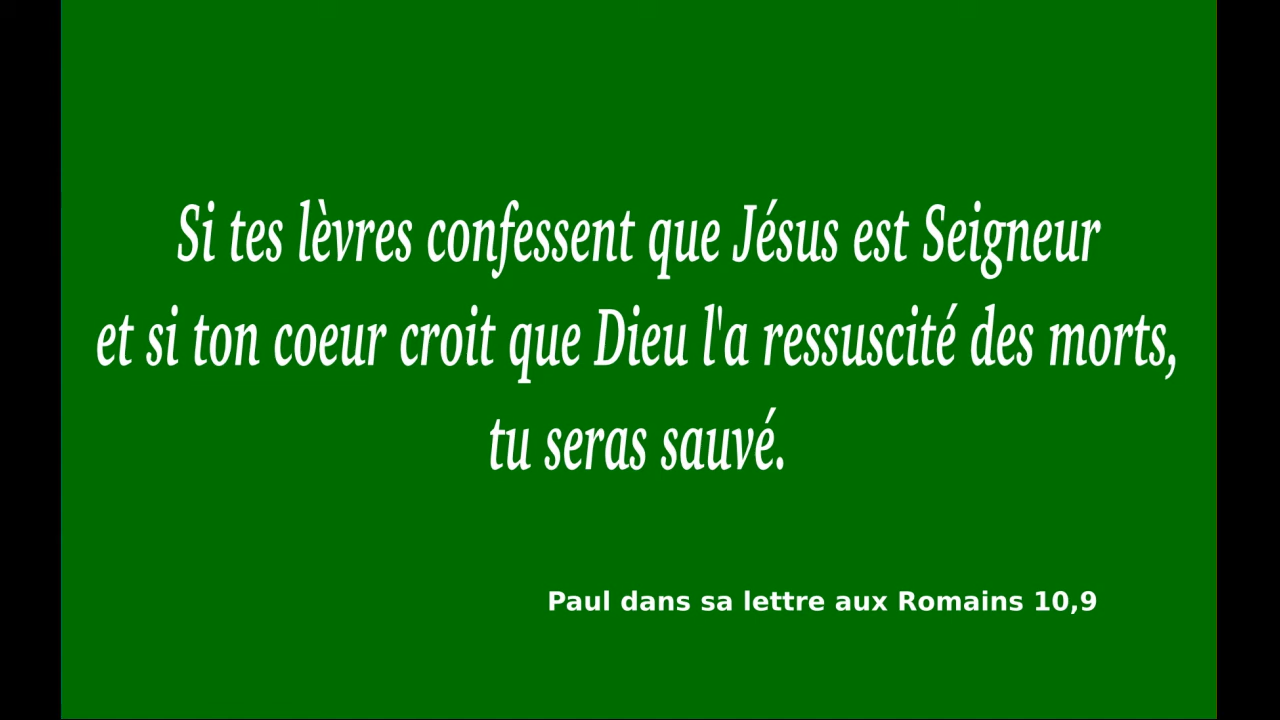 Si tes lèvres confessent que Jésus est Seigneur
et si ton coeur croit que Dieu l'a ressuscité des morts,
tu seras sauvé.
Paul dans sa lettre aux Romains 10,9